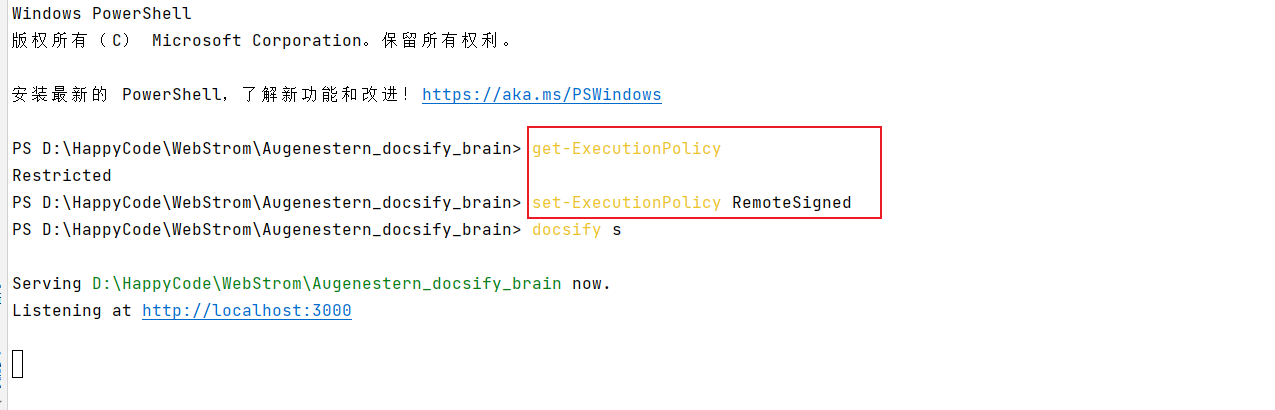 Windows PowerShell
版权所有（C） Microsoft Corporation。保留所有权利。
安装最新的 PowerShell，了解新功能和改进！https://aka.ms/PSWindows
PS D:\HappyCode\WebStrom\Augenestern_docsify_brain> get-ExecutionPolicy
Restricted
PS D:\HappyCode\WebStrom\Augenestern_docsify_brain> set-ExecutionPolicy RemoteSigned
PS D:\HappyCode\WebStrom\Augenestern_docsify_brain> docsify s
Serving D:\HappyCode\WebStrom\Augenestern_docsify_brain now.
Listening at http://localhost:3000